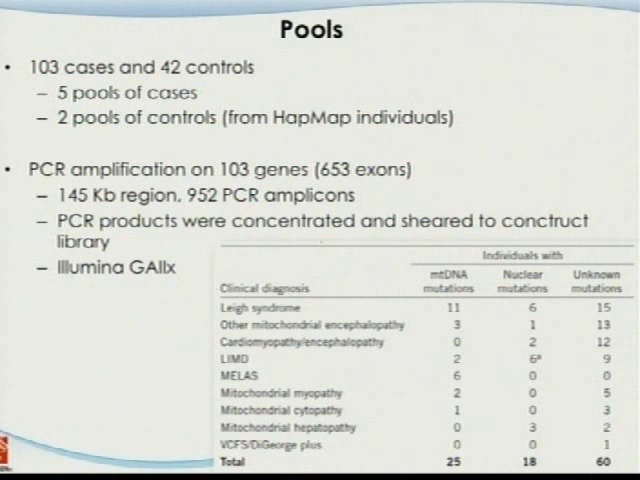 Pools
• 103 cases and 42 controls
– 5 pools of cases
– 2 pools of controls (from HapMap individuals)
• PCR amplification on 103 genes (653 exons)
– 145 Kb region, 952 PCR amplicons
– PCR products were concentrated and sheared to conctruct
library
– Illumina GAIIx
Individuals with
mtDNA Nuclear Unknown
Clinical diagnosis mutations mutations mutations
Leigh syndrome 11 6 15
Other mitochondrial encephalopathy 3 1 13
Cardiomyopathy/encephalopathy 0 2 12
LIMD 2 6ª 9
MELAS 6 0 0
Mitochondrial myopathy 2 0 5
Mitochondrial cytopathy 1 0 3
Mitochondrial hepatopathy 0 3 2
VCFS/DiGeorge plus 0 0 1
Total 25 18 60